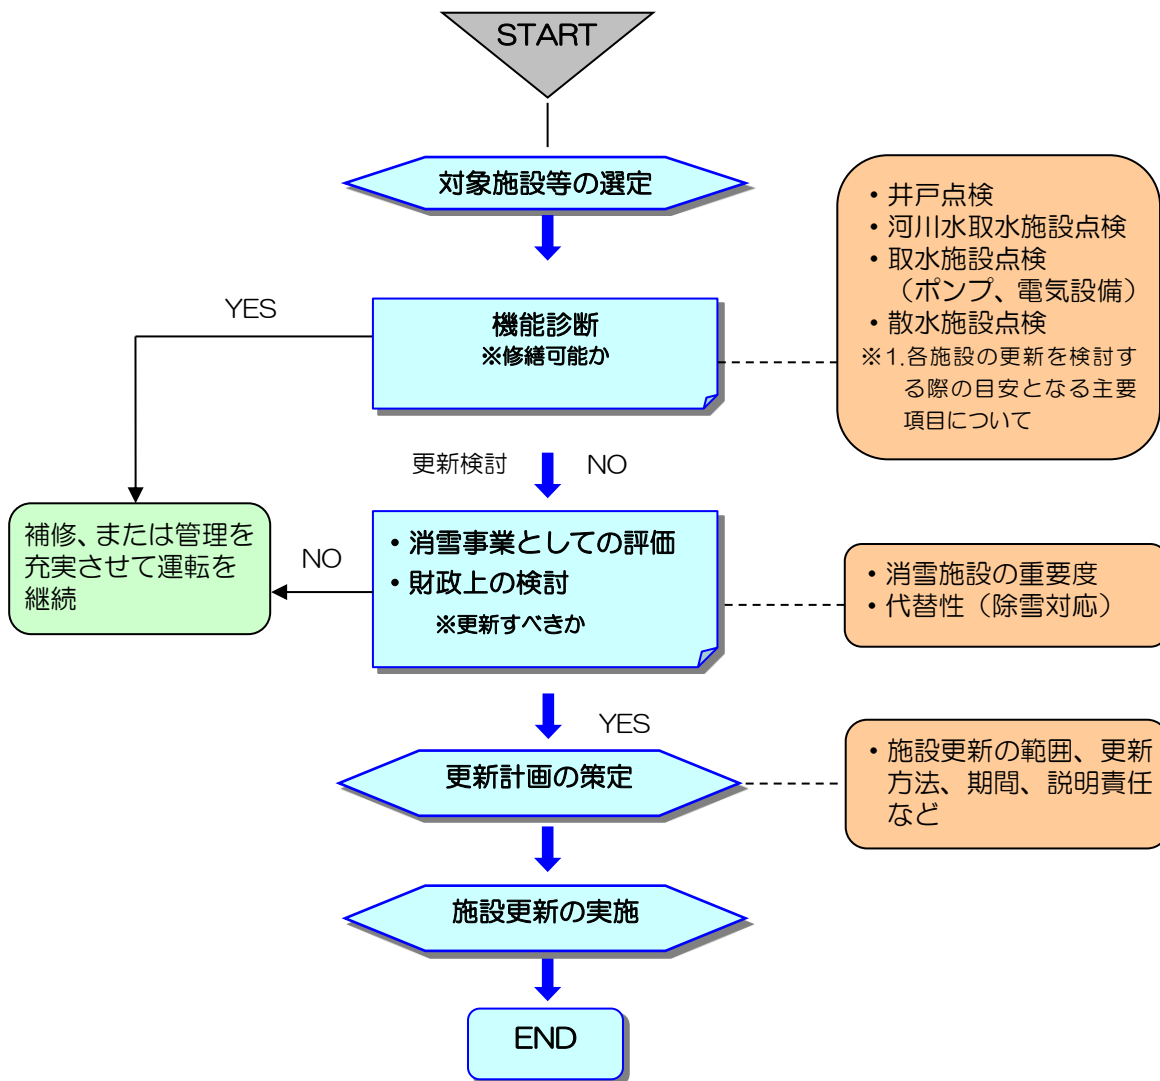 START
対象施設等の選定
・井戸点検
・河川水取水施設点検
・取水施設点検
（ポンプ、電気設備）
・散水施設点検
※1.各施設の更新を検討す
る際の目安となる主要
項目について
YES
機能診断
※修繕可能か
更新検討
NO
補修、または管理を
充実させて運転を
継続
NO
・消雪事業としての評価
・財政上の検討
※更新すべきか
・消雪施設の重要度
・代替性（除雪対応）
YES
更新計画の策定
・施設更新の範囲、更新
方法、期間、説明責任
など
施設更新の実施
END